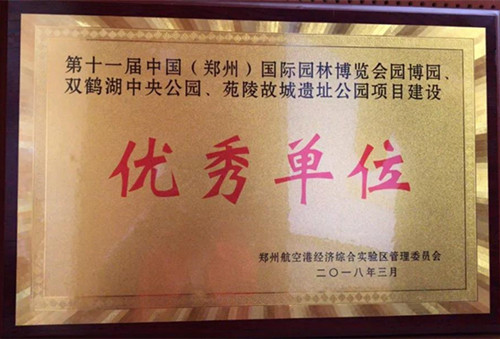 第十一届中国（郑州）国际园林博览会园博园、
双鹤湖中央公园、苑陵故城遗址公园项目建设
优秀单位
郑州航空港经济综合实验区管理委员会
二〇一八年三月